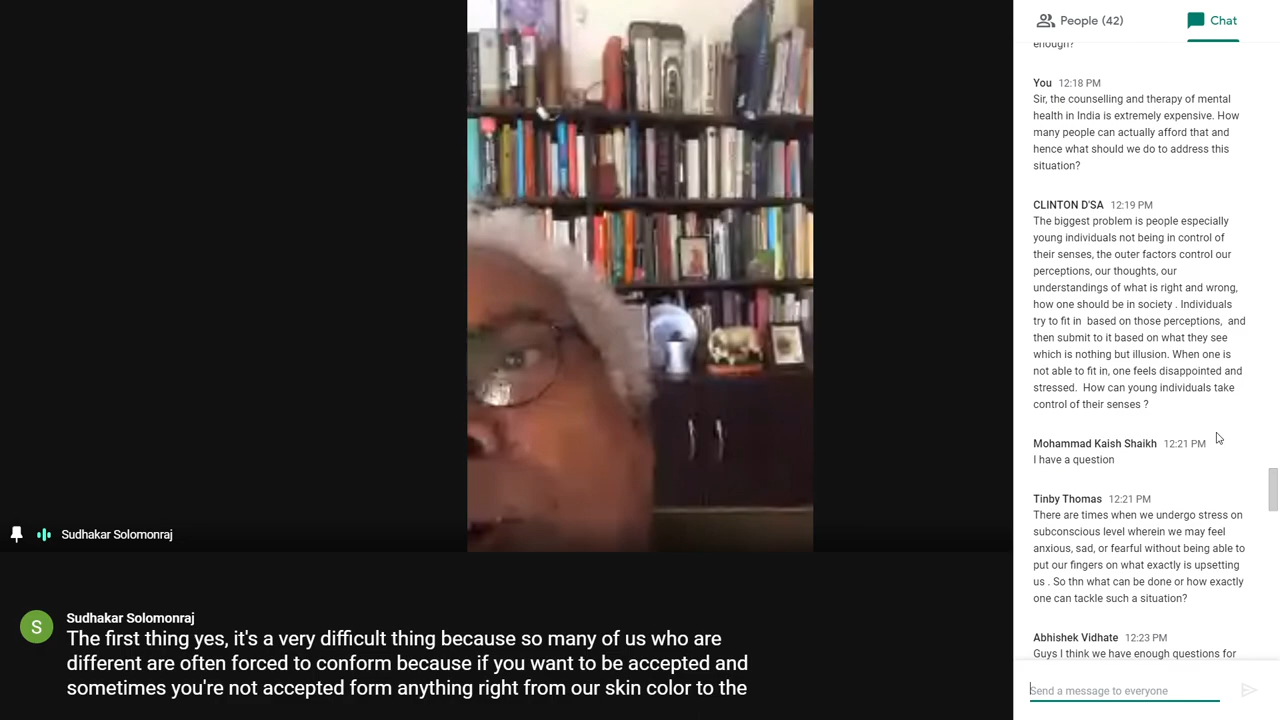 People (42)
Chat
enough?
You 12:18 PM
Sir, the counselling and therapy of mental
health in India is extremely expensive. How
many people can actually afford that and
hence what should we do to address this
situation?
CLINTON D'SA 12:19 PM
The biggest problem is people especially
young individuals not being in control of
their senses, the outer factors control our
perceptions, our thoughts, our
understandings of what is right and wrong,
how one should be in society . Individuals
try to fit in based on those perceptions, and
then submit to it based on what they see
which is nothing but illusion. When one is
not able to fit in, one feels disappointed and
stressed. How can young individuals take
control of their senses ?
Mohammad Kaish Shaikh 12:21 PM
I have a question
Tinby Thomas 12:21 PM
There are times when we undergo stress on
subconscious level wherein we may feel
anxious, sad, or fearful without being able to
put our fingers on what exactly is upsetting
us . So thn what can be done or how exactly
one can tackle such a situation?
Abhishek Vidhate 12:23 PM
Guys I think we have enough questions for
Send a message to everyone
Sudhakar Solomonraj
S
Sudhakar Solomonraj
The first thing yes, it's a very difficult thing because so many of us who are
different are often forced to conform because if you want to be accepted and
sometimes you're not accepted form anything right from our skin color to the